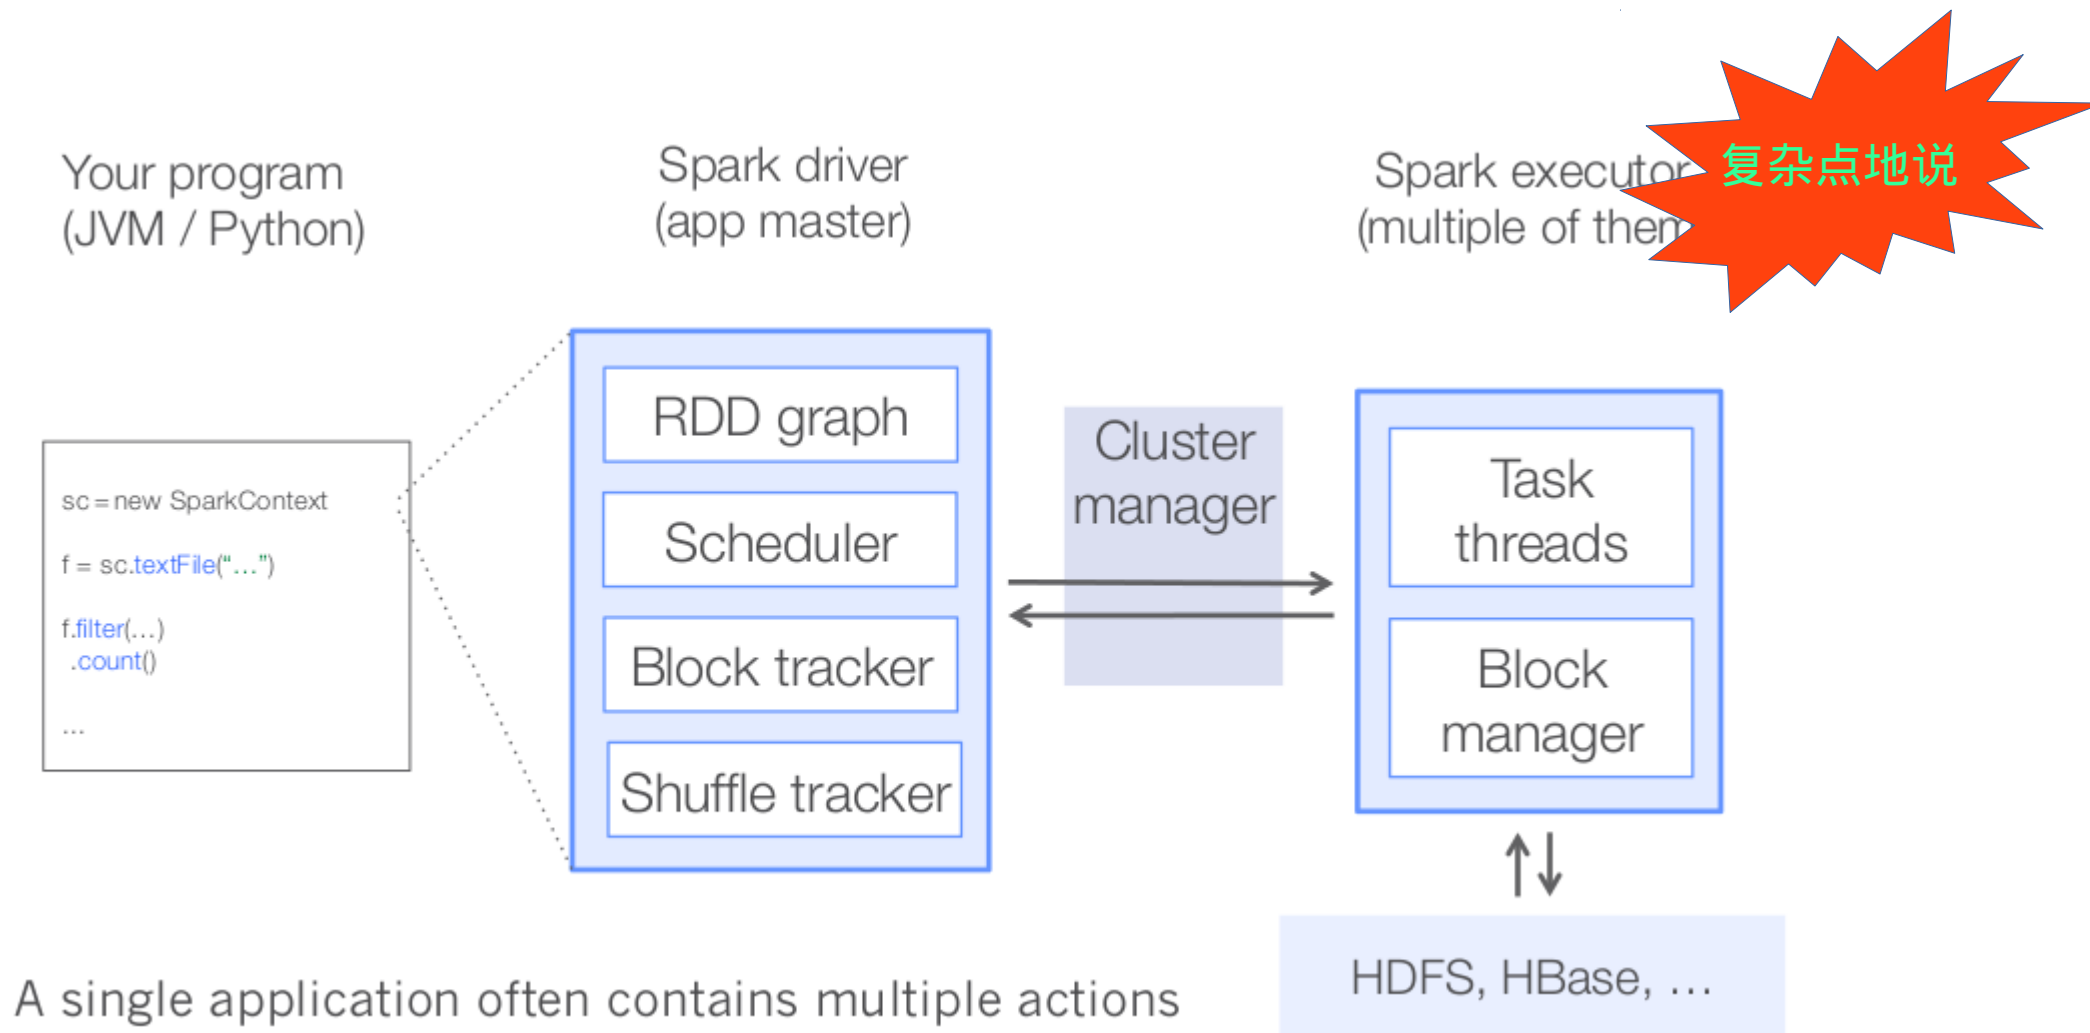 Your program
(JVM / Python)
Spark driver
(app master)
Spark executor
(multiple of them
复杂点地说
sc = new SparkContext
f = sc.textFile(“...”)
f.filter(...)
.count()
...
RDD graph
Scheduler
Block tracker
Shuffle tracker
Cluster
manager
Task
threads
Block
manager
HDFS, HBase, ...
A single application often contains multiple actions